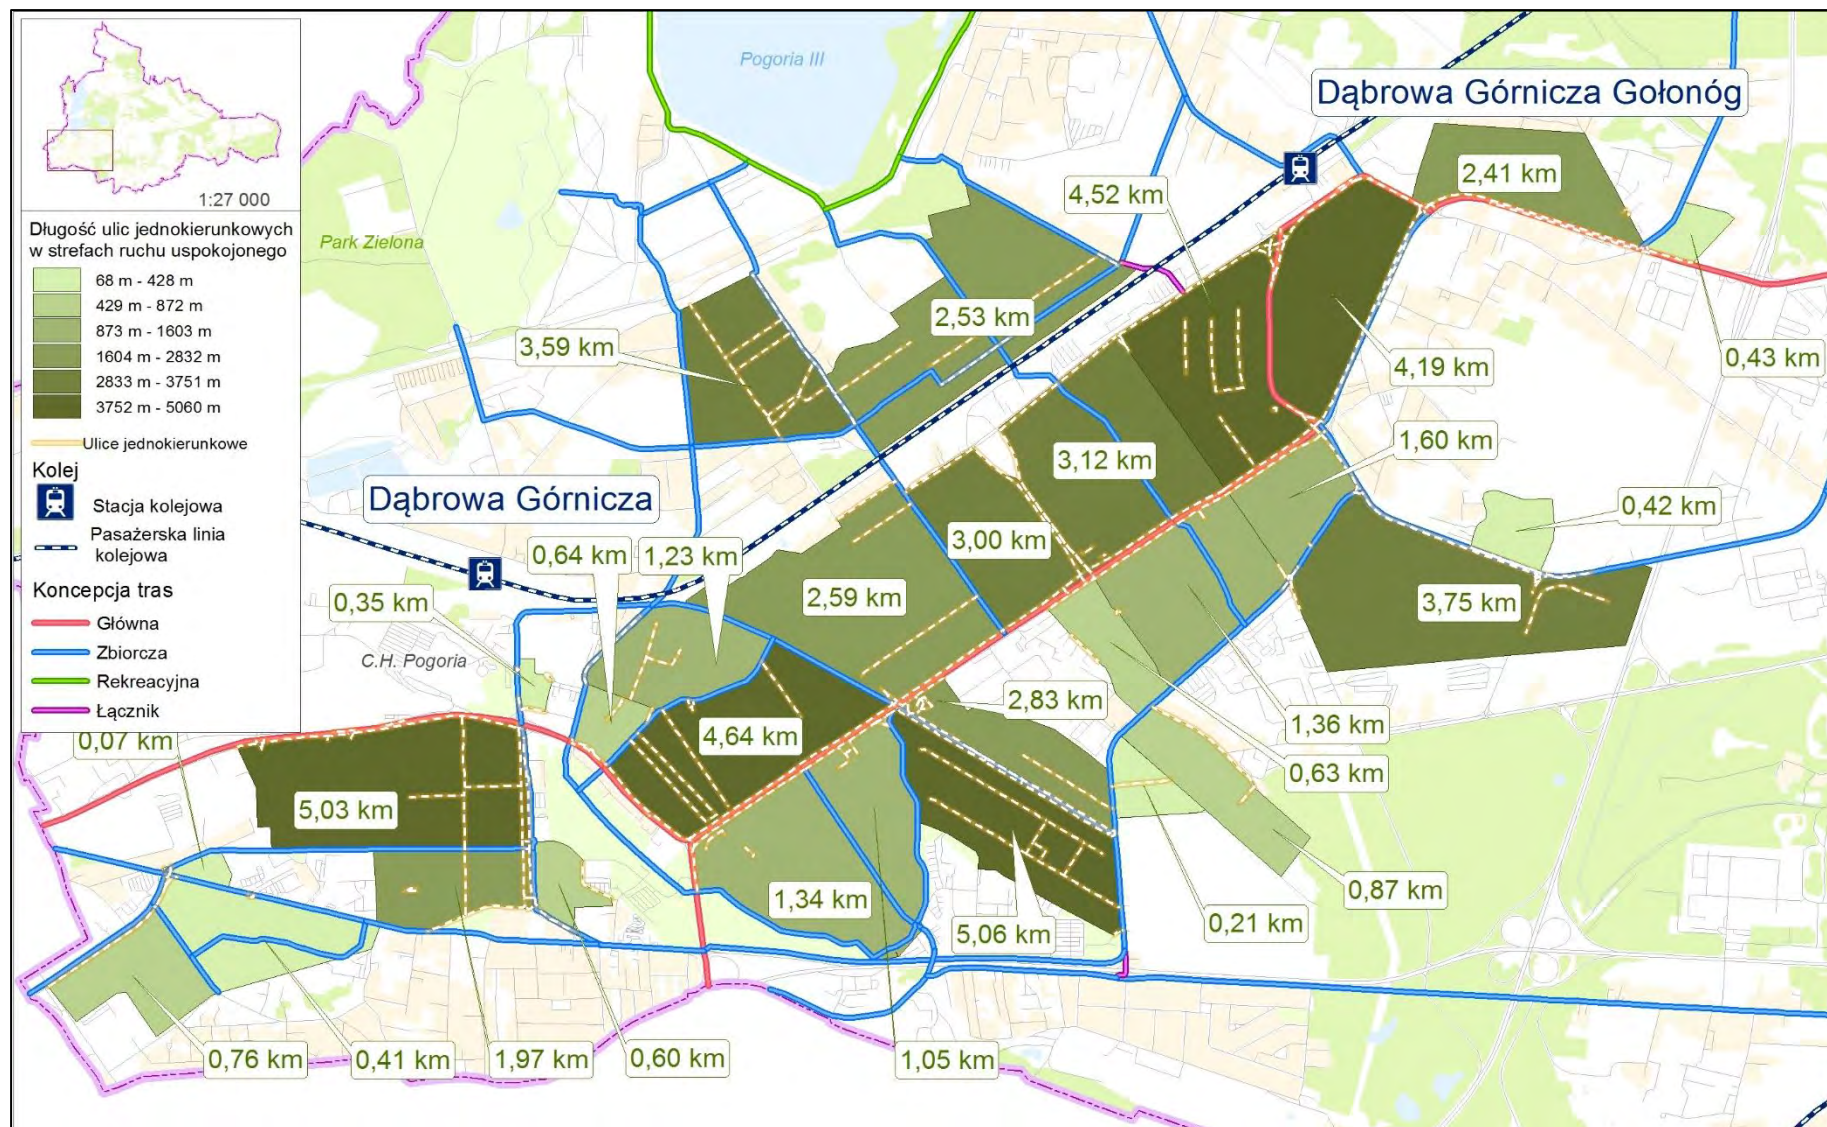 1:27 000
Długość ulic jednokierunkowych
w strefach ruchu uspokojonego
68 m - 428 m
429 m - 872 m
873 m - 1603 m
1604 m - 2832 m
2833 m - 3751 m
3752 m - 5060 m
Ulice jednokierunkowe
Kolej
Stacja kolejowa
Pasażerska linia
kolejowa
Koncepcja tras
Główna
Zbiorcza
Rekreacyjna
Łącznik
Pogoria III
Dąbrowa Górnicza Gołonóg
Park Zielona
4,52 km
2,41 km
2,53 km
3,59 km
4,19 km
0,43 km
1,60 km
3,12 km
Dąbrowa Górnicza
0,42 km
3,00 km
0,64 km
1,23 km
2,59 km
3,75 km
0,35 km
C.H. Pogoria
2,83 km
1,36 km
0,07 km
4,64 km
0,63 km
5,03 km
1,34 km
0,87 km
0,21 km
5,06 km
0,76 km
0,41 km
1,97 km
0,60 km
1,05 km